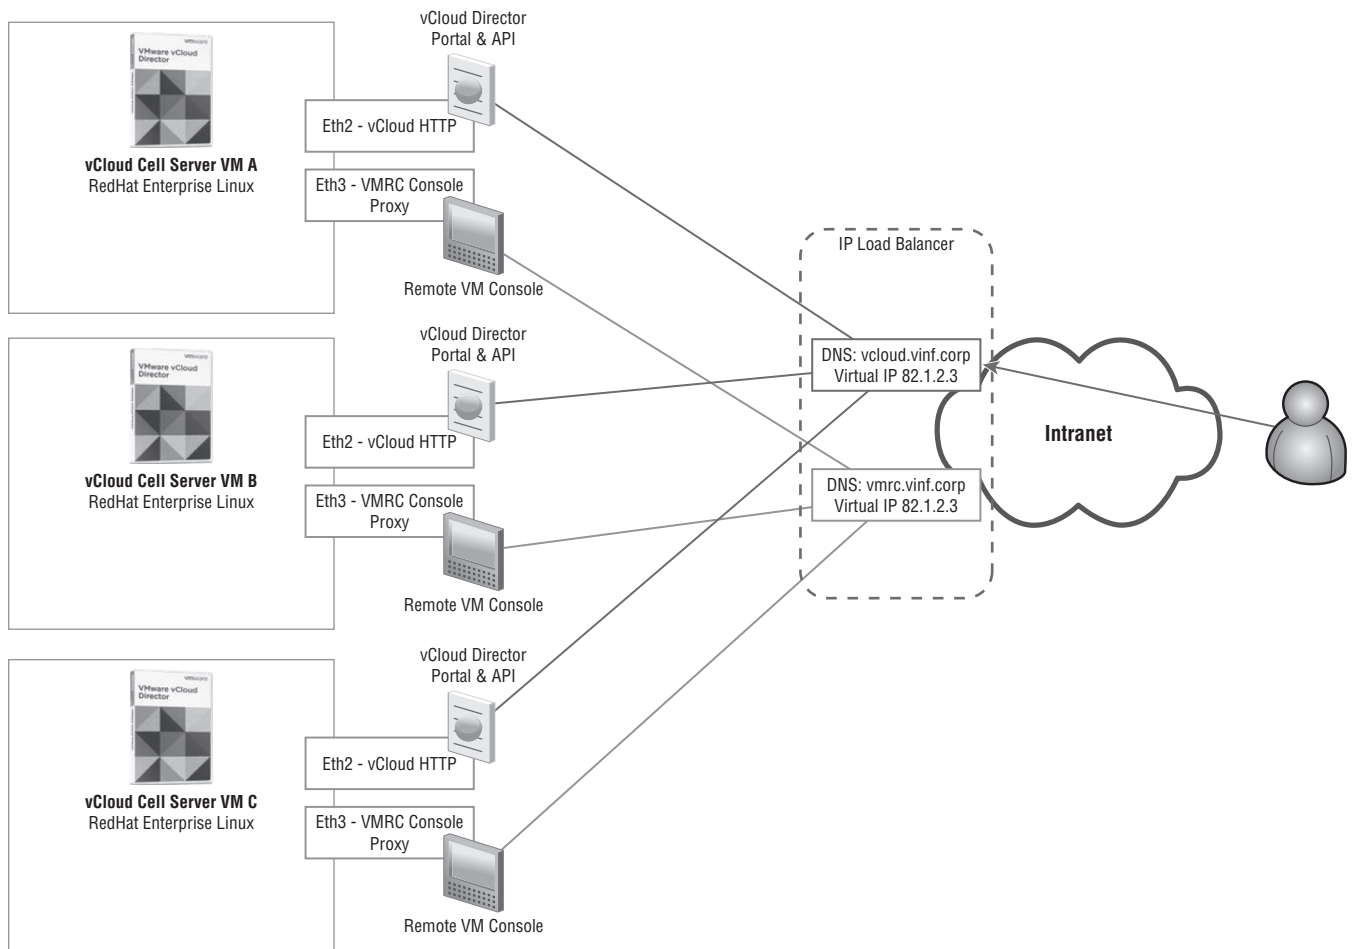 vmware
VMware vCloud
Director
vCloud Cell Server VM A
RedHat Enterprise Linux
vCloud Director
Portal & API
Eth2 - vCloud HTTP
Eth3 - VMRC Console
Proxy
Remote VM Console
vmware
VMware vCloud
Director
vCloud Cell Server VM B
RedHat Enterprise Linux
vCloud Director
Portal & API
Eth2 - vCloud HTTP
Eth3 - VMRC Console
Proxy
Remote VM Console
vmware
VMware vCloud
Director
vCloud Cell Server VM C
RedHat Enterprise Linux
vCloud Director
Portal & API
Eth2 - vCloud HTTP
Eth3 - VMRC Console
Proxy
Remote VM Console
IP Load Balancer
DNS: vcloud.vinf.corp
Virtual IP 82.1.2.3
DNS: vmrc.vinf.corp
Virtual IP 82.1.2.3
Intranet